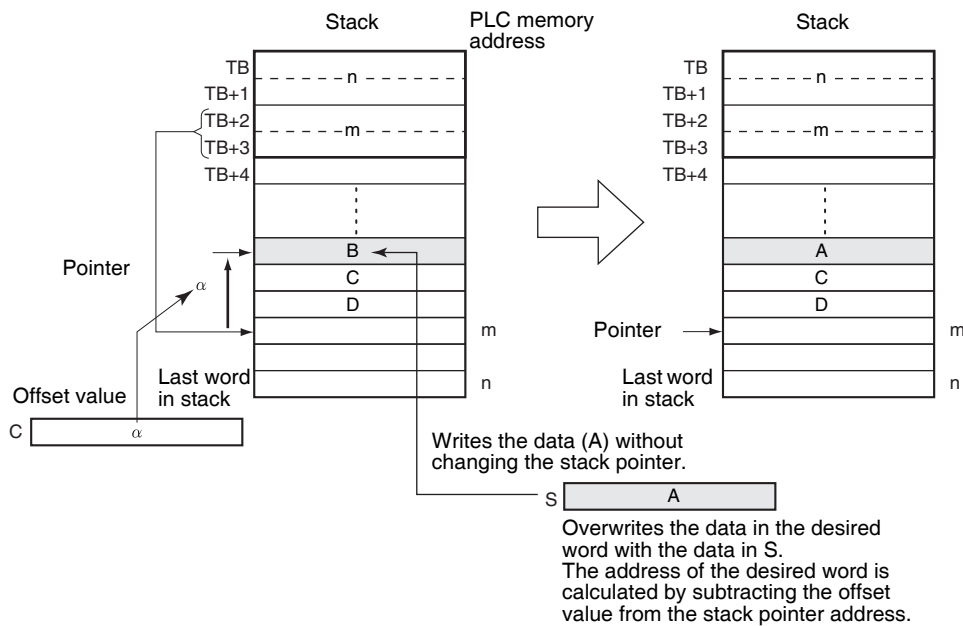 Stack
PLC memory
address
TB
n
TB+1
TB+2
m
TB+3
TB+4
B
C
D
Pointer
α
m
Last word
in stack
n
Offset value
C
α
Stack
TB
n
TB+1
TB+2
m
TB+3
TB+4
A
C
D
Pointer
m
Last word
in stack
n
Writes the data (A) without
changing the stack pointer.
S
A
Overwrites the data in the desired
word with the data in S.
The address of the desired word is
calculated by subtracting the offset
value from the stack pointer address.